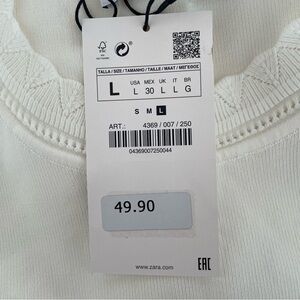 FSC
TALLA / SIZE / TAMANHO / TAILLE / MAAT / ΜΕΓΕΘΟΣ
USA MEX UK IT BR
L L 30 L L G
S M L
ART.: 4369 / 007 / 250
04369007250044
49.90
www.zara.com
EAC